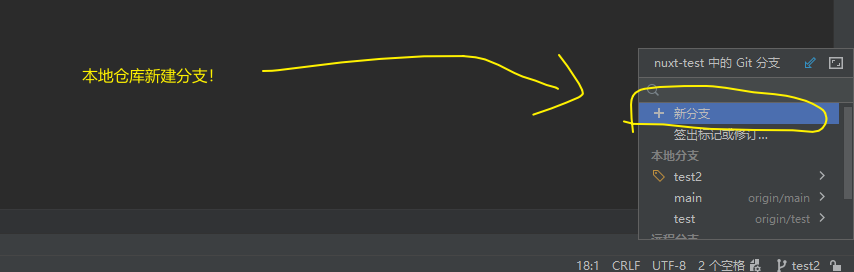 本地仓库新建分支！
nuxt-test 中的 Git 分支
新分支
签出标记或修订...
本地分支
test2
main origin/main
test origin/test
远程分支
18:1 CRLF UTF-8 2 个空格 test2